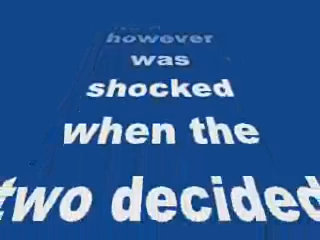 however
was
shocked
when the
two decided